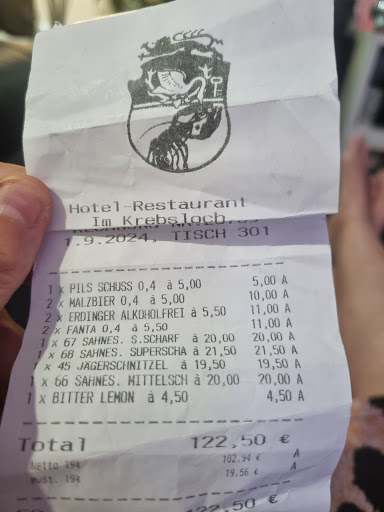 Hotel-Restaurant
Im Krebsloch
1.9.2024, TISCH 301
1 x PILS SCHUSS 0,4 à 5,00 5,00 A
2 x MALZBIER 0,4 à 5,00 10,00 A
2 x ERDINGER ALKOHOLFREI à 5,50 11,00 A
2 x FANTA 0,4 à 5,50 11,00 A
1 x 67 SAHNES. S.SCHARF à 20,00 20,00 A
1 x 68 SAHNES. SUPERSCHA à 21,50 21,50 A
1 x 45 JÄGERSCHNITZEL à 19,50 19,50 A
1 x 66 SAHNES. MITTELSCH à 20,00 20,00 A
1 x BITTER LEMON à 4,50 4,50 A
Total 122,50 €
Netto 19% 102.94 € A
MwSt. 19% 19.56 € A
122,50 €